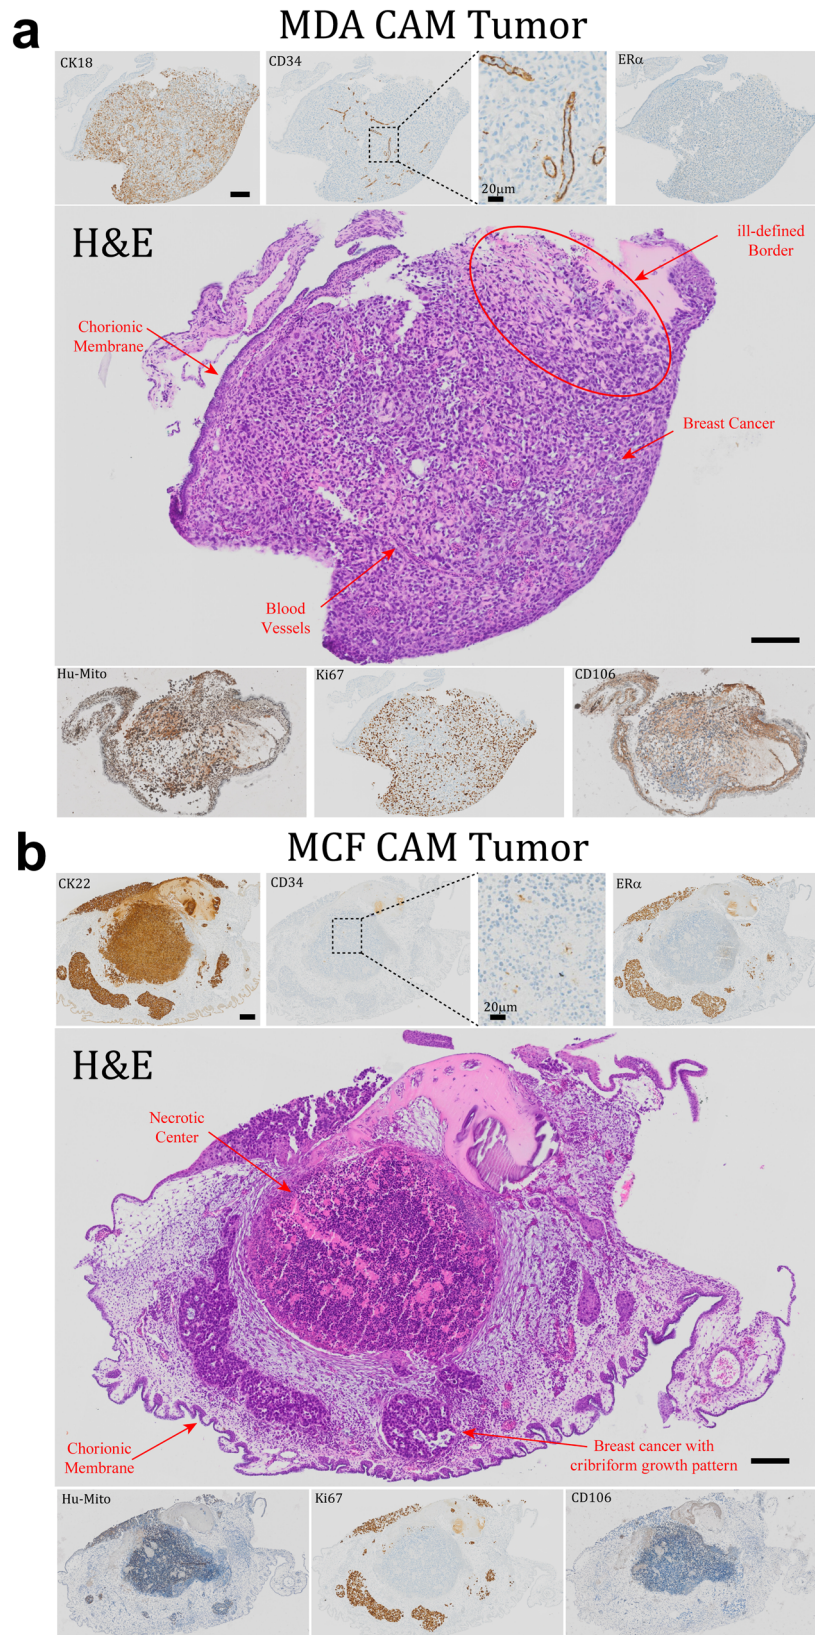 a
MDA CAM Tumor
CK18
CD34
ERα
20μm
H&E
ill-defined
Border
Chorionic
Membrane
Breast Cancer
Blood
Vessels
Hu-Mito
Ki67
CD106
b
MCF CAM Tumor
CK22
CD34
ERα
20μm
H&E
Necrotic
Center
Chorionic
Membrane
Breast cancer with
cribriform growth pattern
Hu-Mito
Ki67
CD106